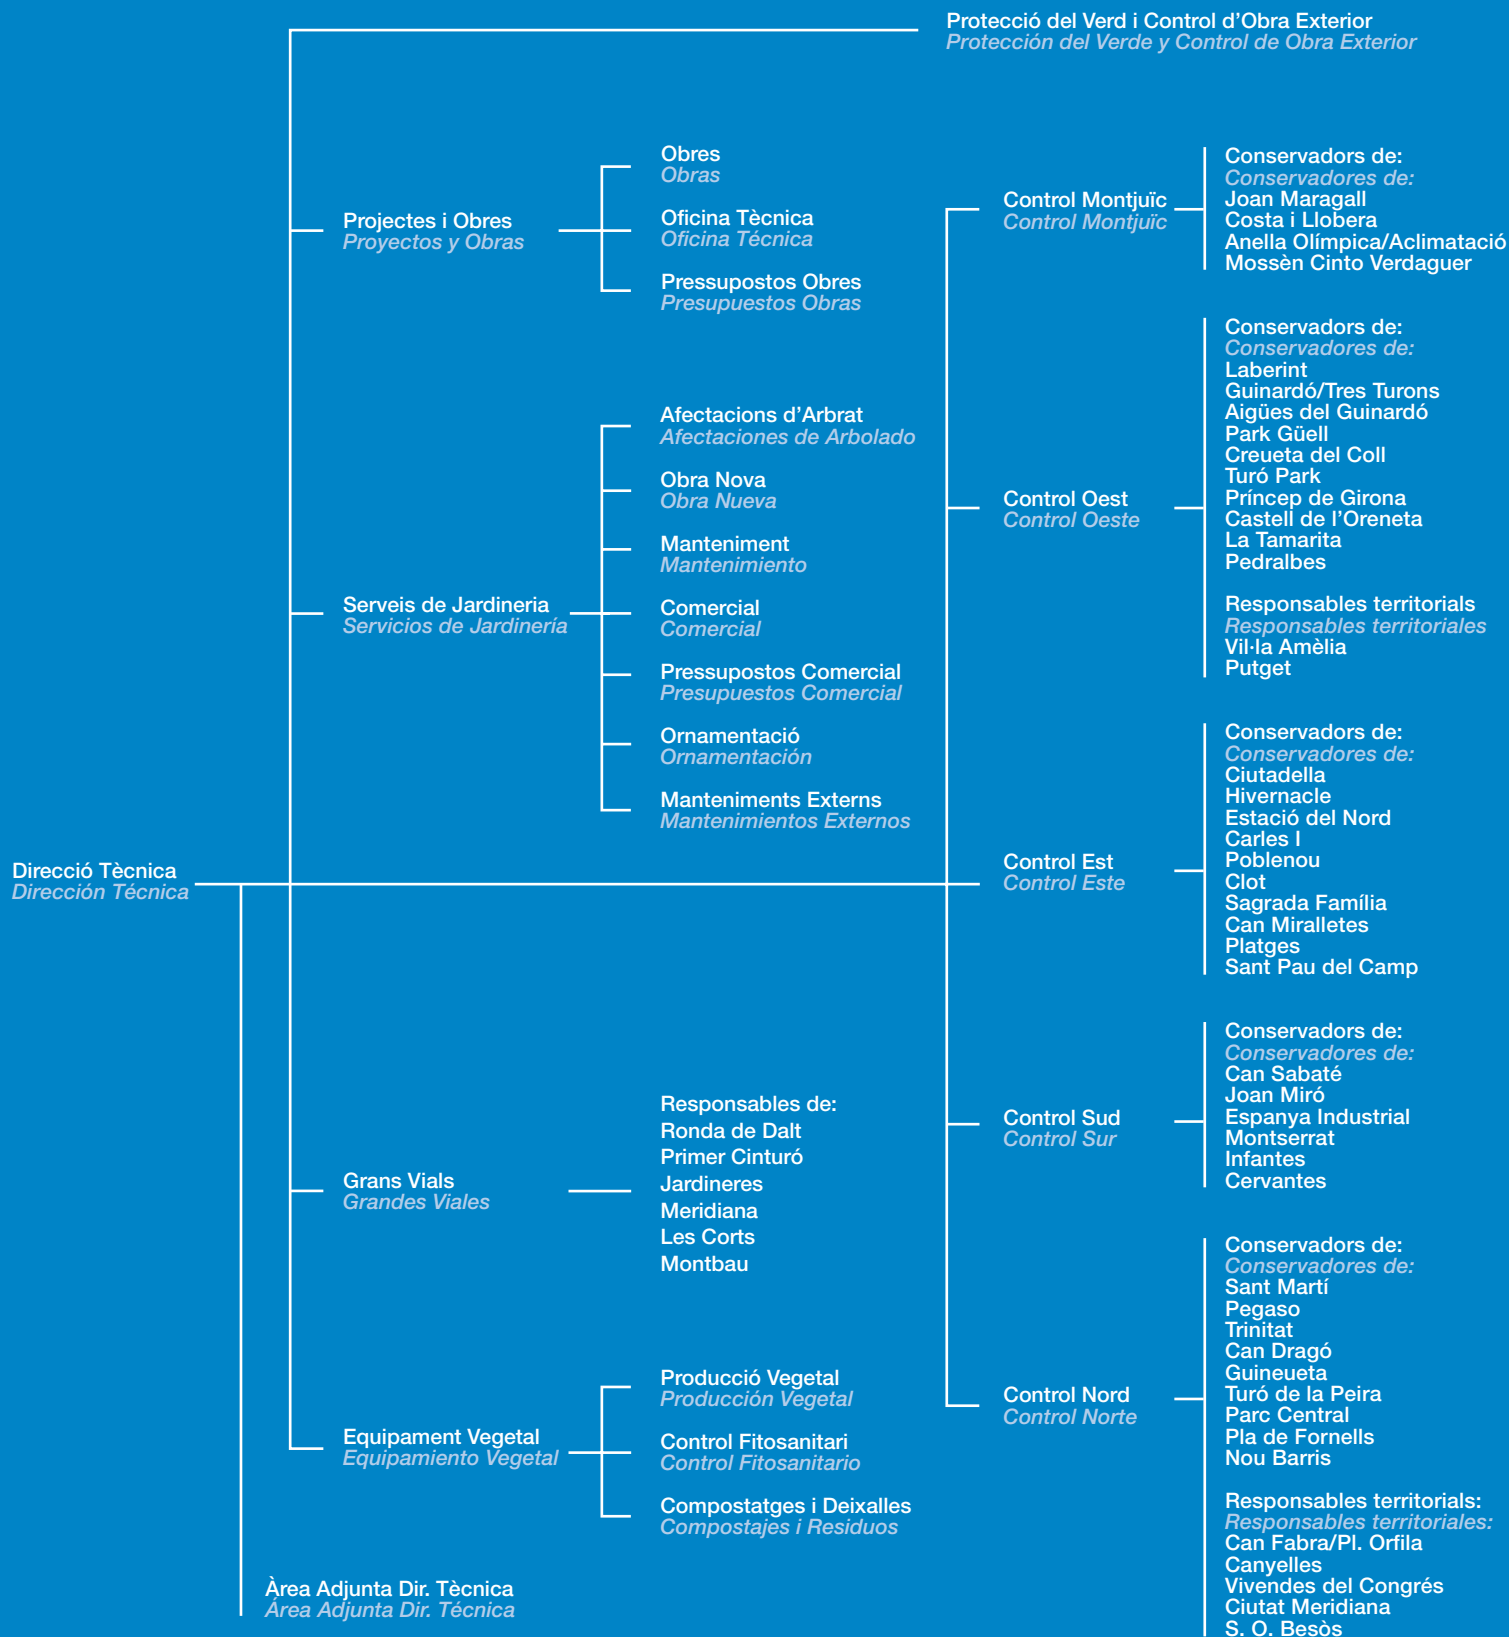 Protecció del Verd i Control d’Obra Exterior
Protección del Verde y Control de Obra Exterior
Direcció Tècnica
Dirección Técnica
Projectes i Obres
Proyectos y Obras
Obres
Obras
Oficina Tècnica
Oficina Técnica
Pressupostos Obres
Presupuestos Obras
Serveis de Jardineria
Servicios de Jardinería
Afectacions d’Arbrat
Afectaciones de Arbolado
Obra Nova
Obra Nueva
Manteniment
Mantenimiento
Comercial
Comercial
Pressupostos Comercial
Presupuestos Comercial
Ornamentació
Ornamentación
Manteniments Externs
Mantenimientos Externos
Grans Vials
Grandes Viales
Responsables de:
Ronda de Dalt
Primer Cinturó
Jardineres
Meridiana
Les Corts
Montbau
Equipament Vegetal
Equipamiento Vegetal
Producció Vegetal
Producción Vegetal
Control Fitosanitari
Control Fitosanitario
Compostatges i Deixalles
Compostajes i Residuos
Àrea Adjunta Dir. Tècnica
Área Adjunta Dir. Técnica
Control Montjuïc
Control Montjuïc
Conservadors de:
Conservadores de:
Joan Maragall
Costa i Llobera
Anella Olímpica/Aclimatació
Mossèn Cinto Verdaguer
Control Oest
Control Oeste
Conservadors de:
Conservadores de:
Laberint
Guinardó/Tres Turons
Aigües del Guinardó
Park Güell
Creueta del Coll
Turó Park
Príncep de Girona
Castell de l’Oreneta
La Tamarita
Pedralbes
Responsables territorials
Responsables territoriales
Vil·la Amèlia
Putget
Control Est
Control Este
Conservadors de:
Conservadores de:
Ciutadella
Hivernacle
Estació del Nord
Carles I
Poblenou
Clot
Sagrada Família
Can Miralletes
Platges
Sant Pau del Camp
Control Sud
Control Sur
Conservadors de:
Conservadores de:
Can Sabaté
Joan Miró
Espanya Industrial
Montserrat
Infantes
Cervantes
Control Nord
Control Norte
Conservadors de:
Conservadores de:
Sant Martí
Pegaso
Trinitat
Can Dragó
Guineueta
Turó de la Peira
Parc Central
Pla de Fornells
Nou Barris
Responsables territorials:
Responsables territoriales:
Can Fabra/Pl. Orfila
Canyelles
Vivendes del Congrés
Ciutat Meridiana
S. O. Besòs